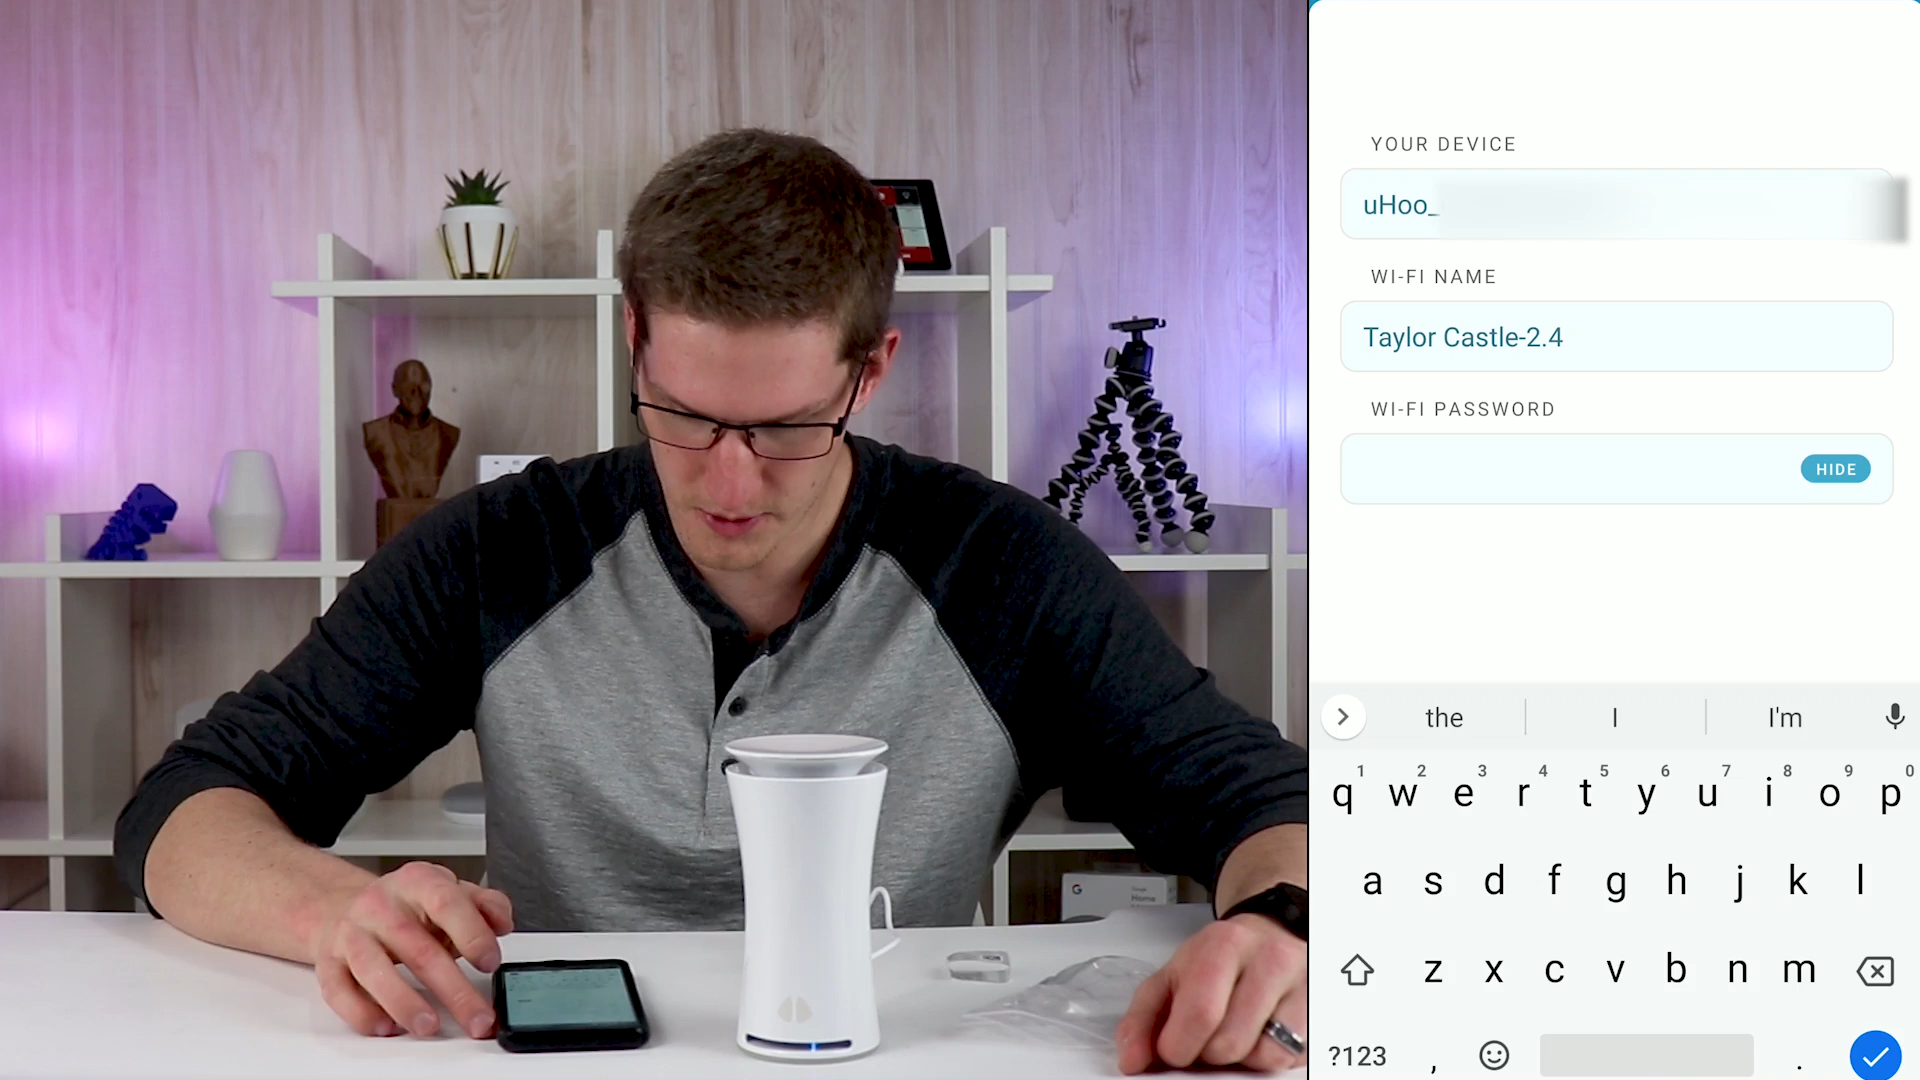 YOUR DEVICE
uHoo_
WI-FI NAME
Taylor Castle-2.4
WI-FI PASSWORD
HIDE
the I I'm
1 2 3 4 5 6 7 8 9 0
q w e r t y u i o p
a s d f g h j k l
z x c v b n m
?123 , .
G
Home